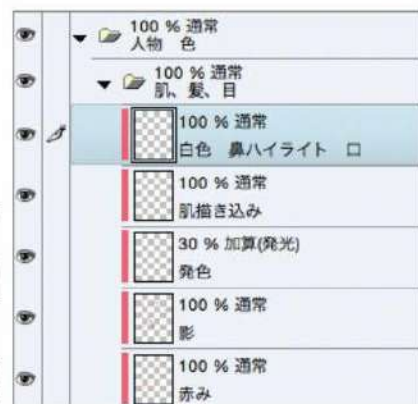 100 % 通常
人物 色
100 % 通常
肌、髪、目
100 % 通常
白色 鼻ハイライト 口
100 % 通常
肌描き込み
30 % 加算(発光)
発色
100 % 通常
影
100 % 通常
赤み